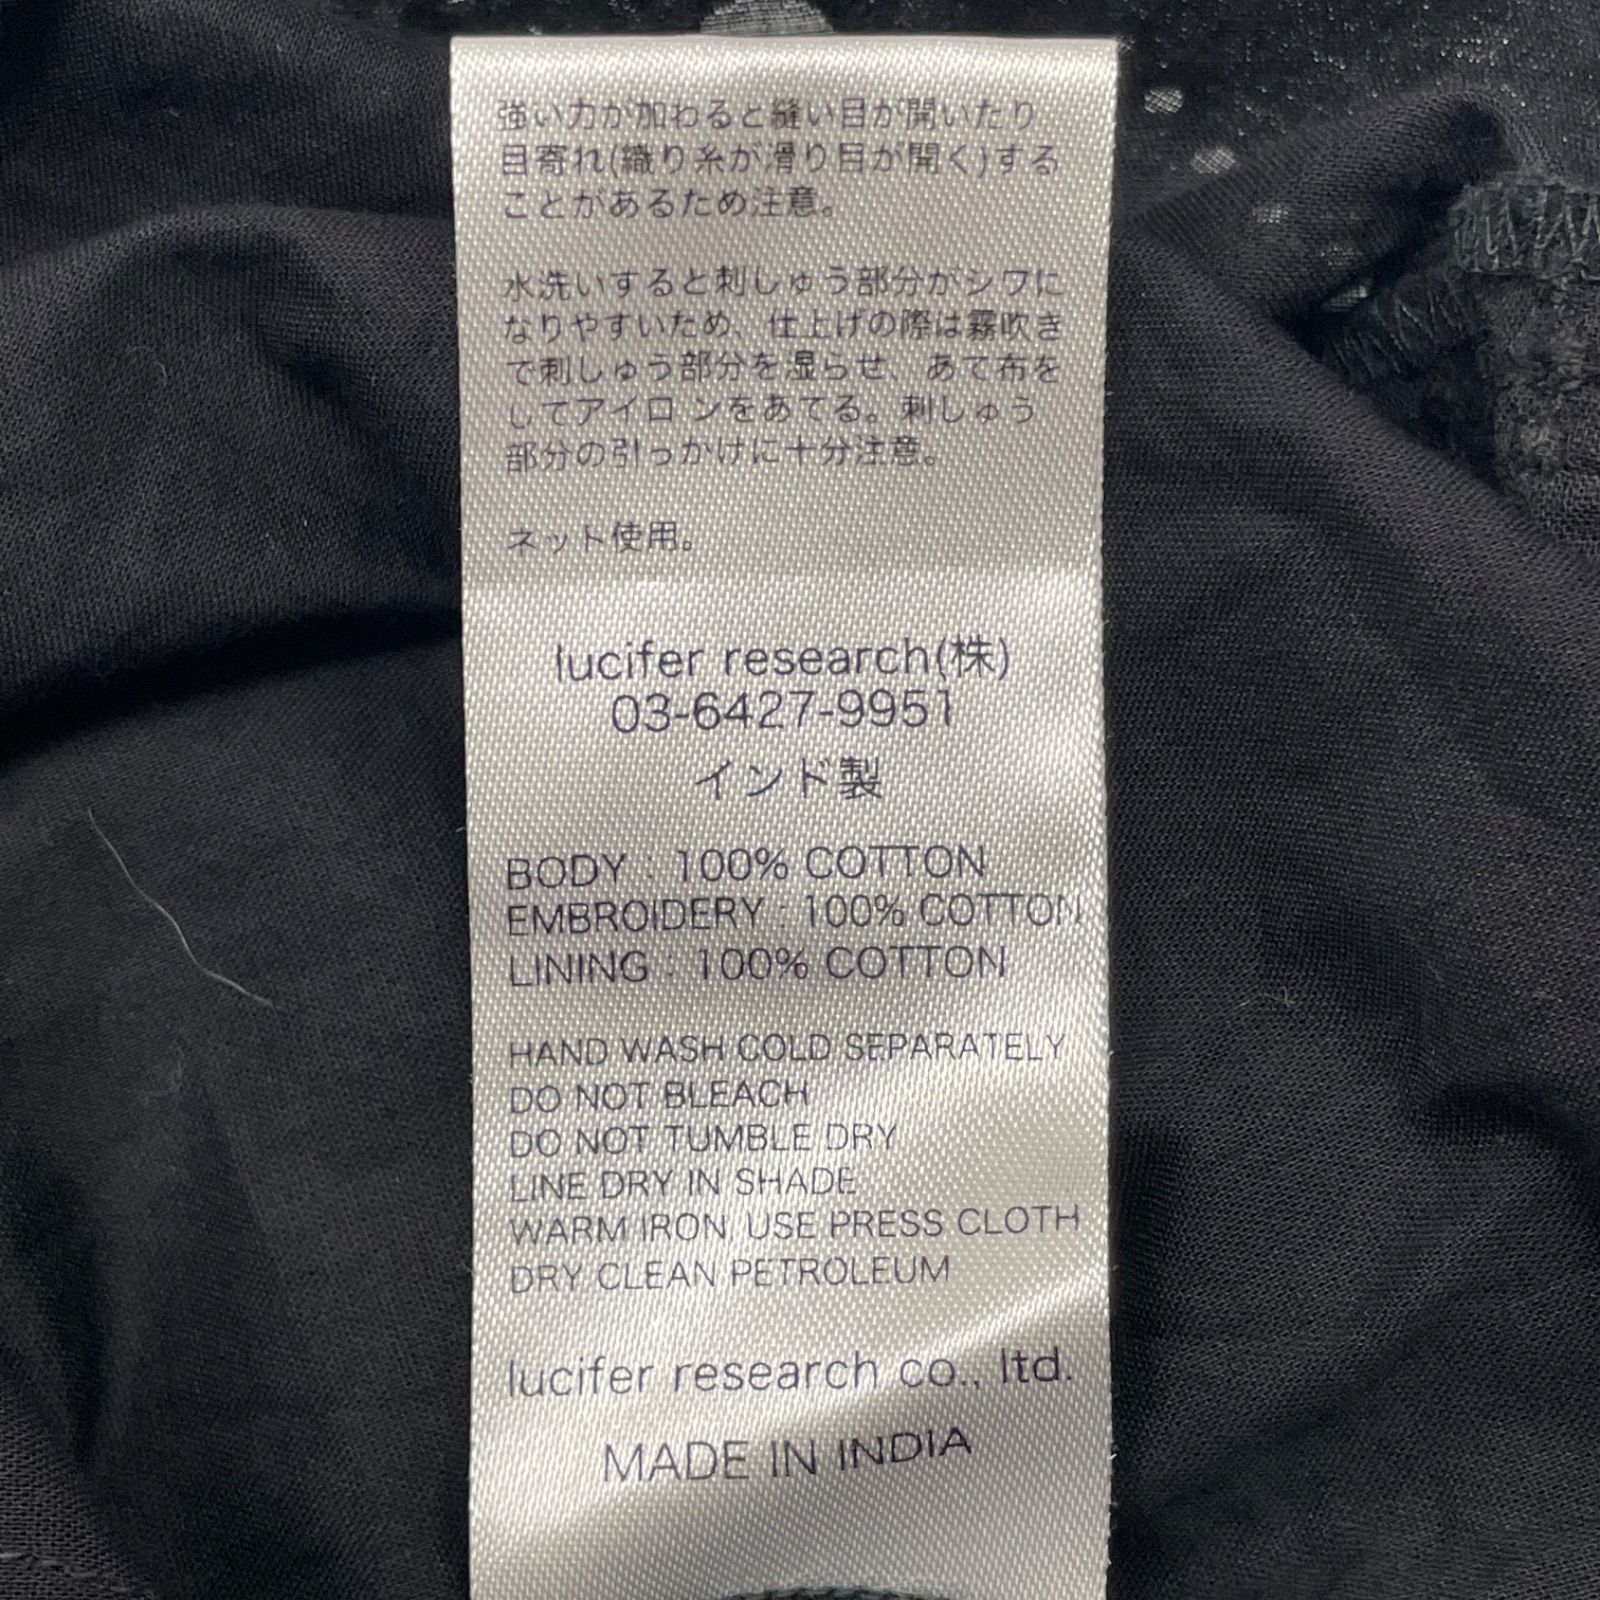 強い力が加わると縫い目が開いたり
目寄れ(織り糸が滑り目が開く)する
ことがあるため注意。
水洗いすると刺しゅう部分がシワに
なりやすいため、仕上げの際は霧吹き
で刺しゅう部分を湿らせ、あて布を
してアイロンをあてる。刺しゅう
部分の引っかけに十分注意。
ネット使用。
lucifer research(株)
03-6427-9951
インド製
BODY : 100% COTTON
EMBROIDERY : 100% COTTON
LINING : 100% COTTON
HAND WASH COLD SEPARATELY
DO NOT BLEACH
DO NOT TUMBLE DRY
LINE DRY IN SHADE
WARM IRON, USE PRESS CLOTH
DRY CLEAN PETROLEUM
lucifer research co., ltd.
MADE IN INDIA